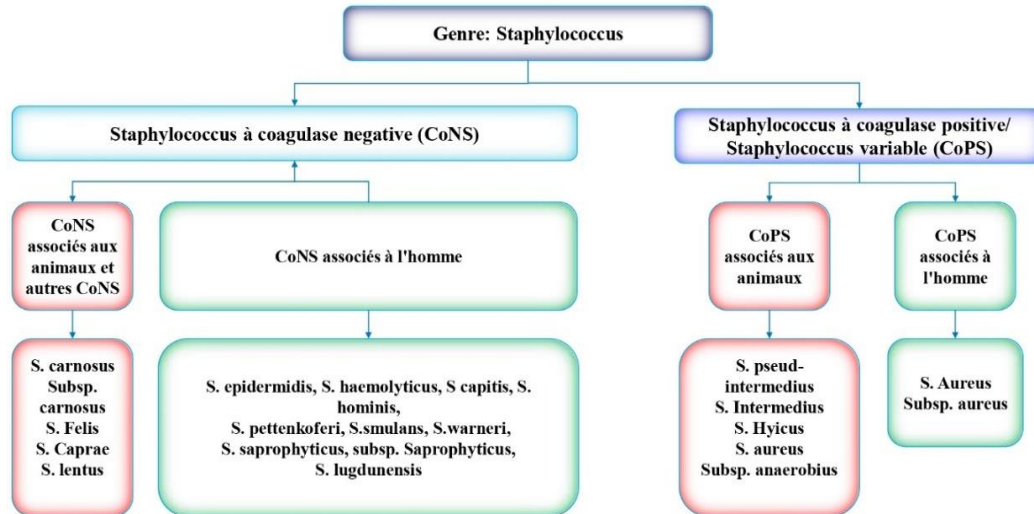 Genre: Staphylococcus
Staphylococcus à coagulase negative (CoNS)
Staphylococcus à coagulase positive/
Staphylococcus variable (CoPS)
CoNS
associés aux
animaux et
autres CoNS
CoNS associés à l'homme
CoPS
associés aux
animaux
CoPS
associés à
l'homme
S. carnosus
Subsp.
carnosus
S. Felis
S. Caprae
S. lentus
S. epidermidis, S. haemolyticus, S capitis, S.
hominis,
S. pettenkoferi, S.smulans, S.warneri,
S. saprophyticus, subsp. Saprophyticus,
S. lugdunensis
S. pseud-
intermedius
S. Intermedius
S. Hyicus
S. aureus
Subsp. anaerobius
S. Aureus
Subsp. aureus